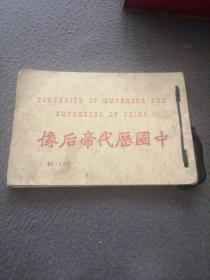 PORTRAITS OF EMPERORS AND
EMPRESSES OF CHINA
像后帝代歷國中